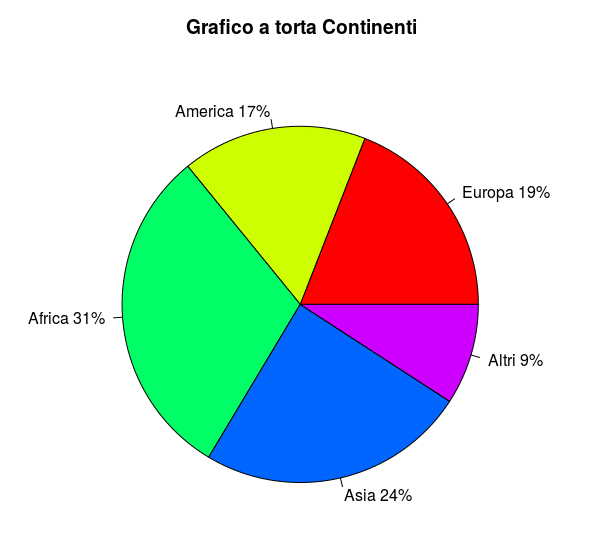 Grafico a torta Continenti
America 17%
Europa 19%
Africa 31%
Altri 9%
Asia 24%